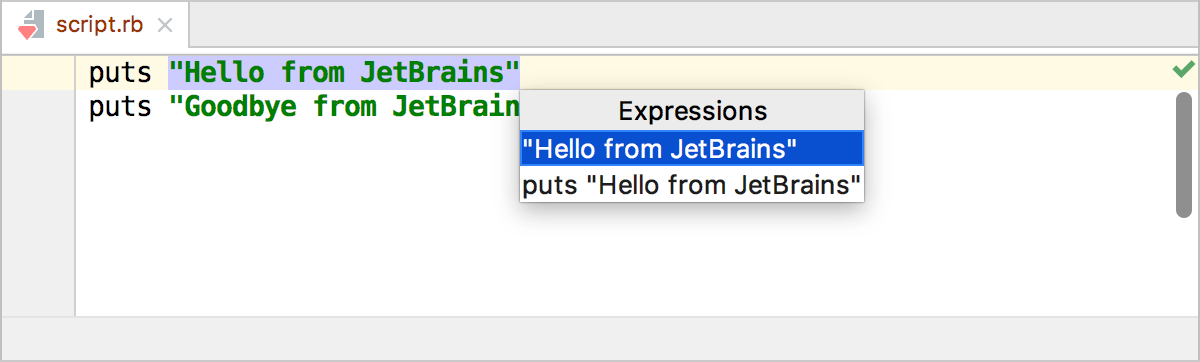 script.rb
puts "Hello from JetBrains"
puts "Goodbye from JetBrain
Expressions
"Hello from JetBrains"
puts "Hello from JetBrains"